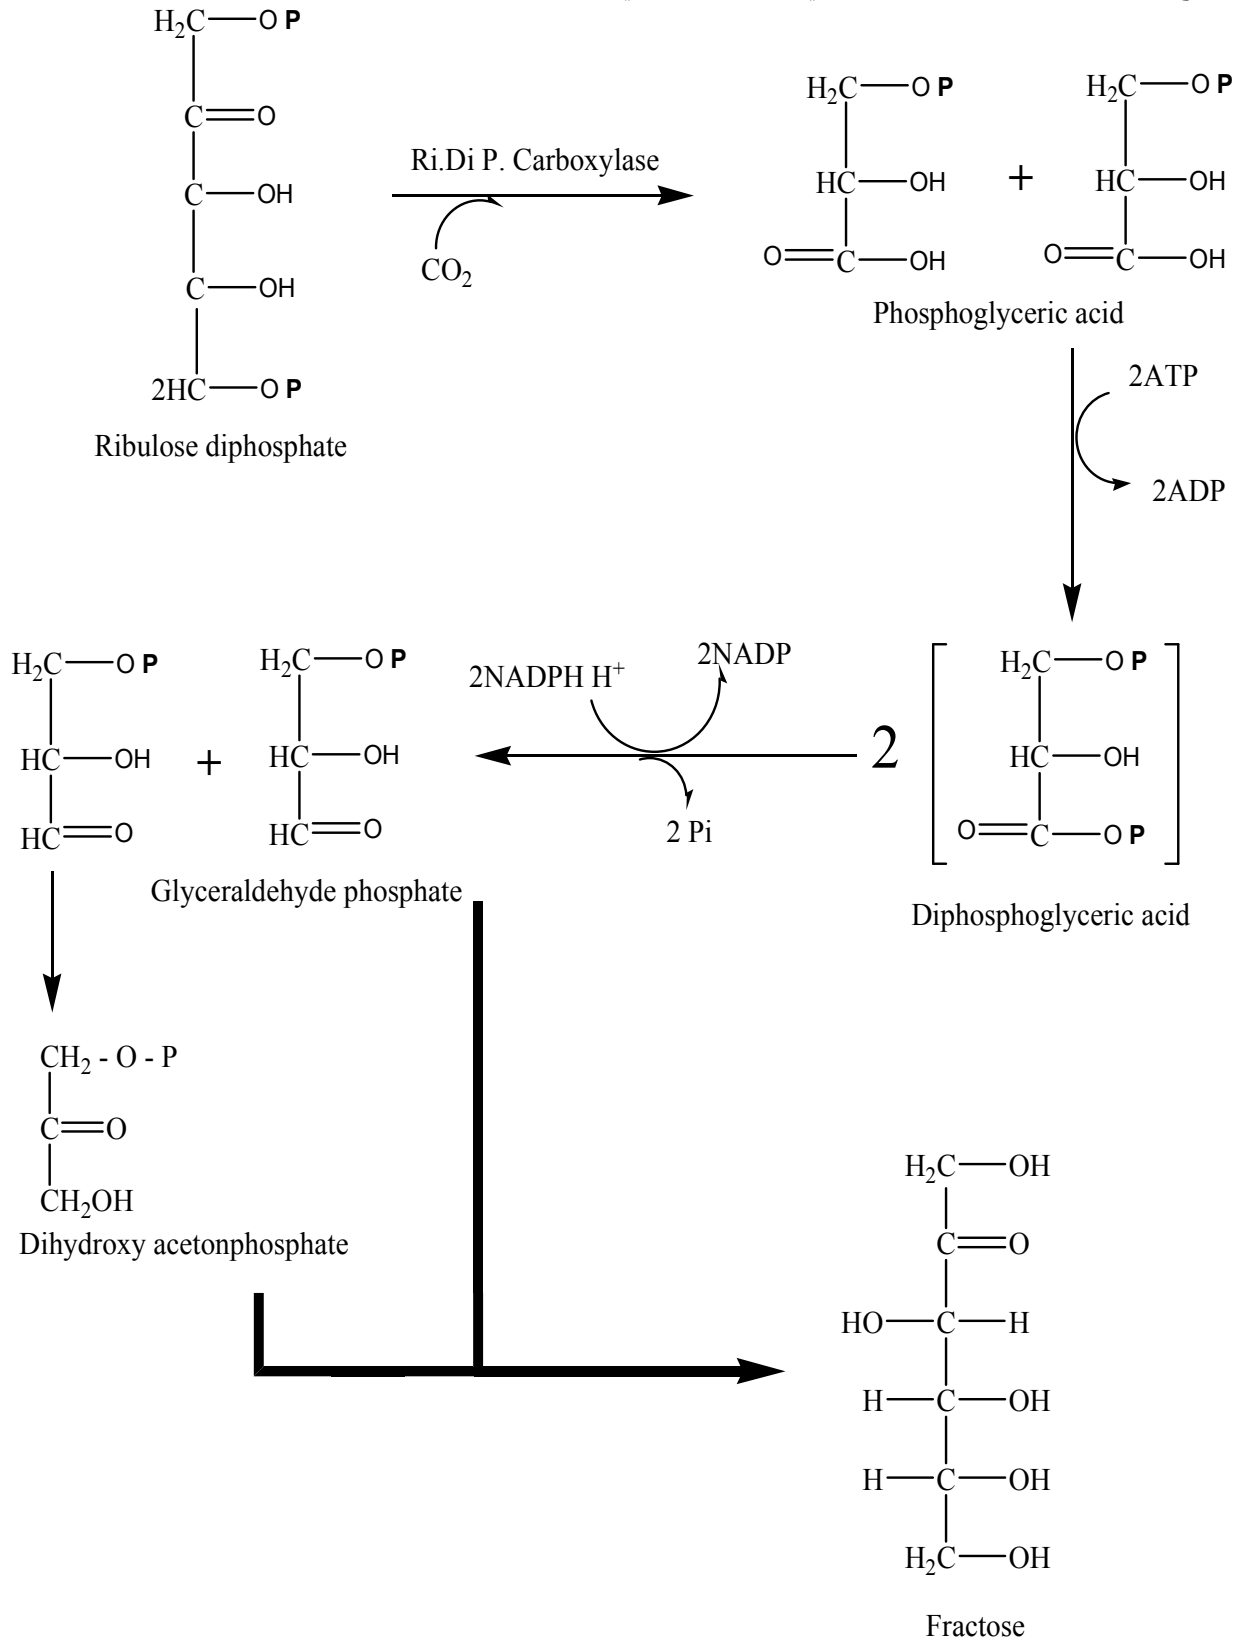 H₂C—O P
C=O
C—OH
C—OH
2HC—O P
Ribulose diphosphate
Ri.Di P. Carboxylase
CO₂
H₂C—O P
HC—OH
O=C—OH
+
H₂C—O P
HC—OH
O=C—OH
Phosphoglyceric acid
2ATP
2ADP
2
H₂C—O P
HC—OH
O=C—O P
Diphosphoglyceric acid
2NADPH H⁺
2NADP
2 Pi
H₂C—O P
HC—OH
HC=O
+
H₂C—O P
HC—OH
HC=O
Glyceraldehyde phosphate
CH₂ - O - P
C=O
CH₂OH
Dihydroxy acetonphosphate
H₂C—OH
C=O
HO—C—H
H—C—OH
H—C—OH
H₂C—OH
Fractose